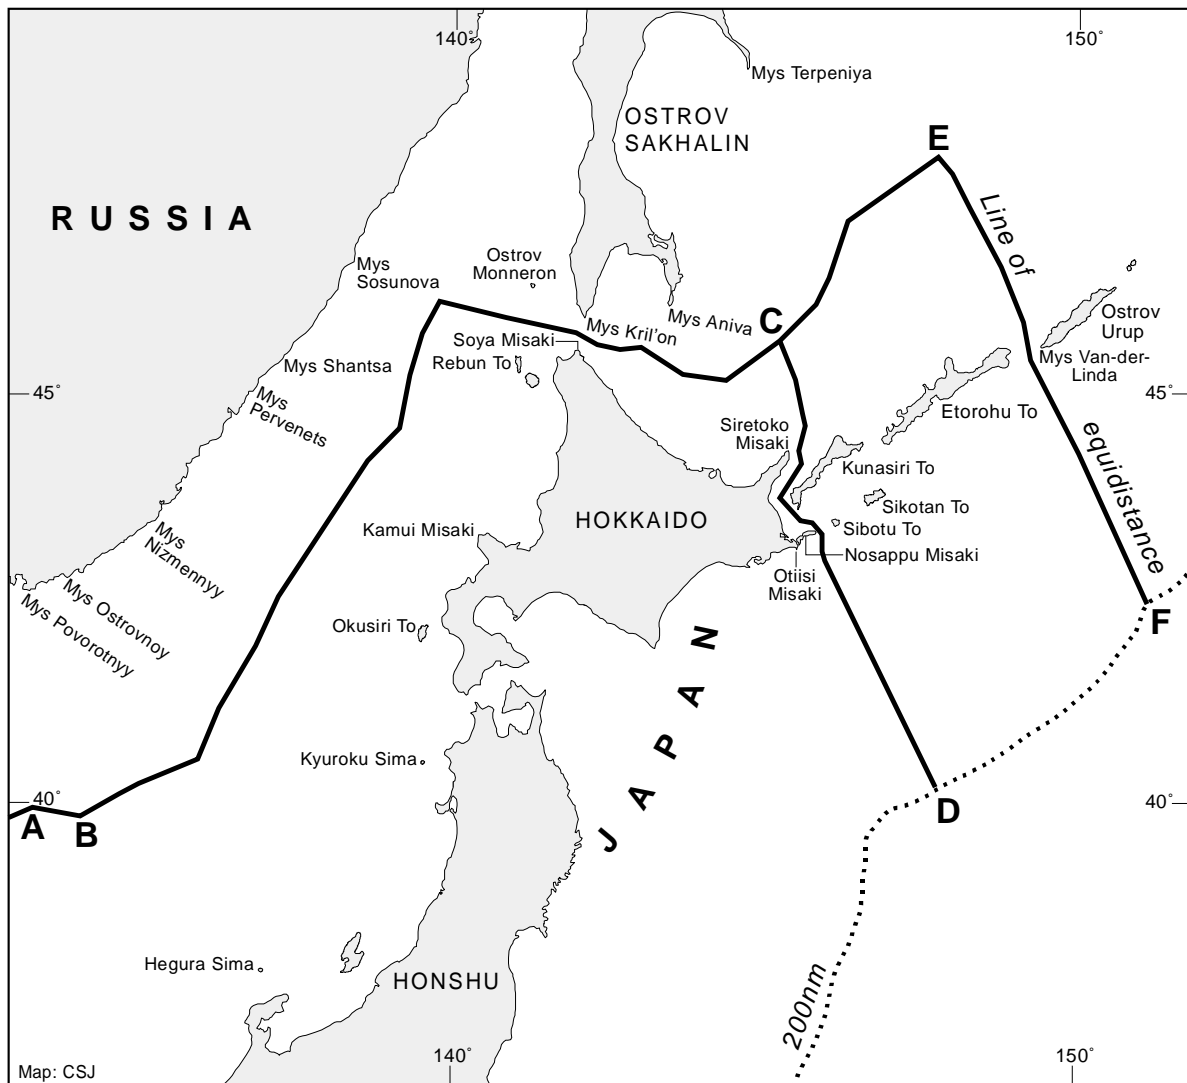 140°
150°
Mys Terpeniya
OSTROV
SAKHALIN
E
RUSSIA
Line of
Ostrov
Monneron
Mys
Sosunova
Ostrov
Urup
Mys Aniva
C
Mys Kril'on
Soya Misaki
Rebun To
Mys Van-der-
Linda
Mys Shantsa
45°
45°
Mys
Pervenets
Etorohu To
Siretoko
Misaki
equidistance
Kunasiri To
Sikotan To
HOKKAIDO
Kamui Misaki
Sibotu To
Mys
Nizmennyy
Nosappu Misaki
Otiisi
Misaki
Mys Ostrovnoy
Mys Povorotnyy
F
Okusiri To
JAPAN
Kyuroku Sima
40°
40°
A
B
D
Hegura Sima
HONSHU
200nm
140°
150°
Map: CSJ